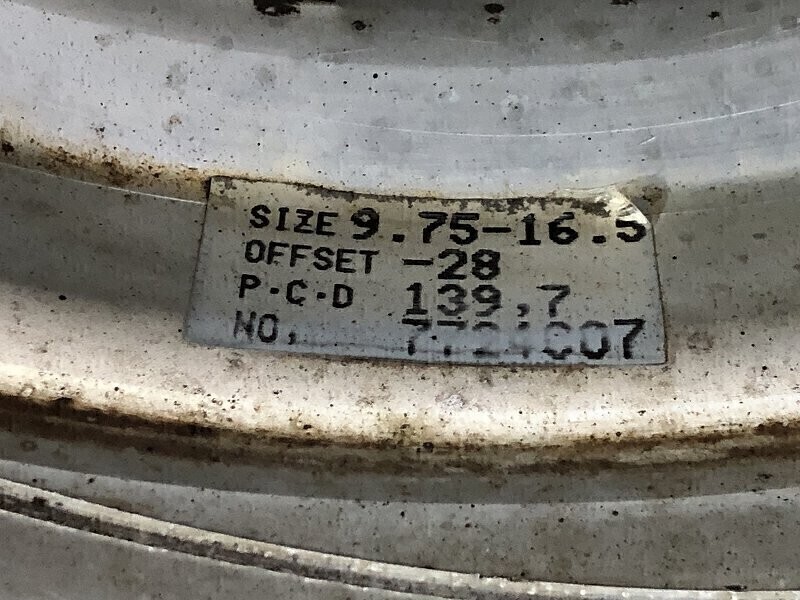 SIZE 9.75-16.5
OFFSET -28
P·C·D 139,7
NO.